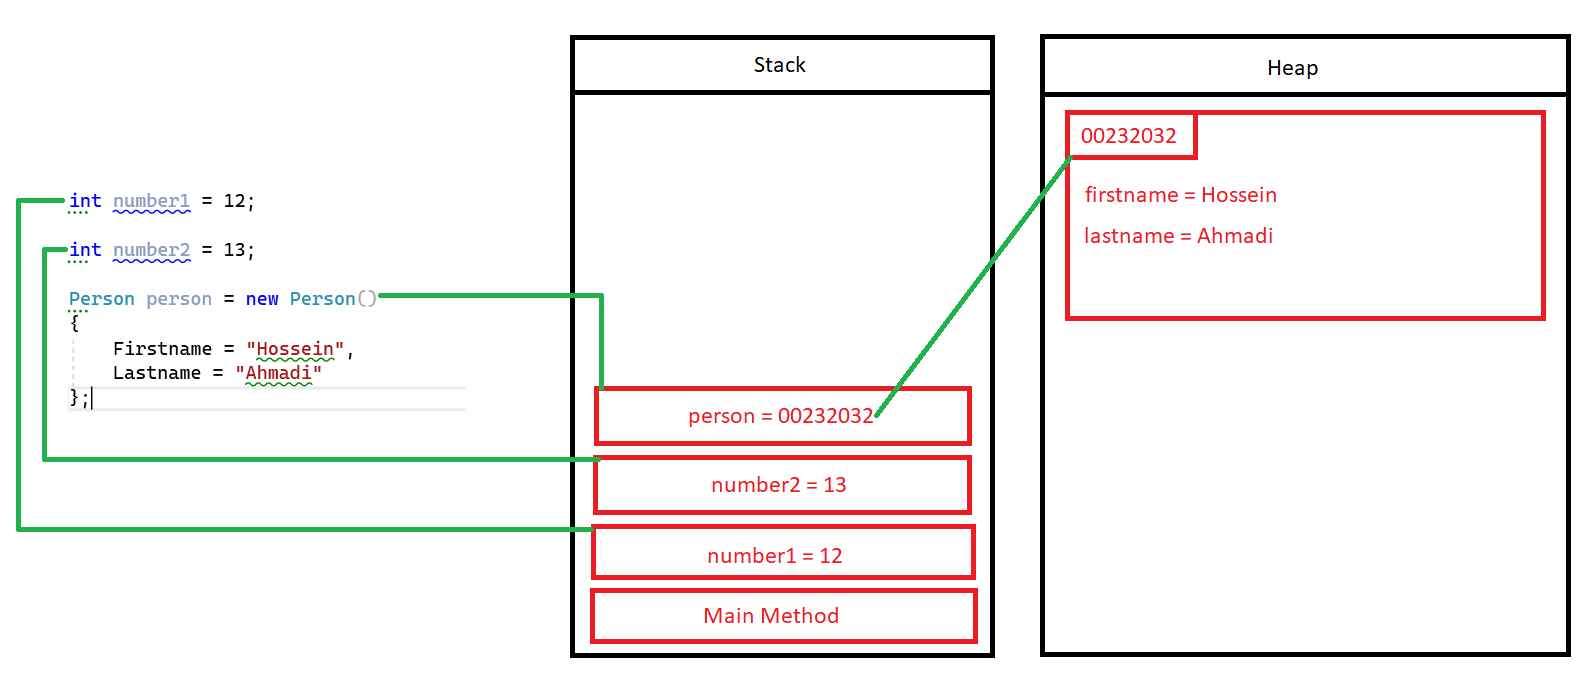 int number1 = 12;
int number2 = 13;
Person person = new Person()
{
Firstname = "Hossein",
Lastname = "Ahmadi"
};
Stack
person = 00232032
number2 = 13
number1 = 12
Main Method
Heap
00232032
firstname = Hossein
lastname = Ahmadi